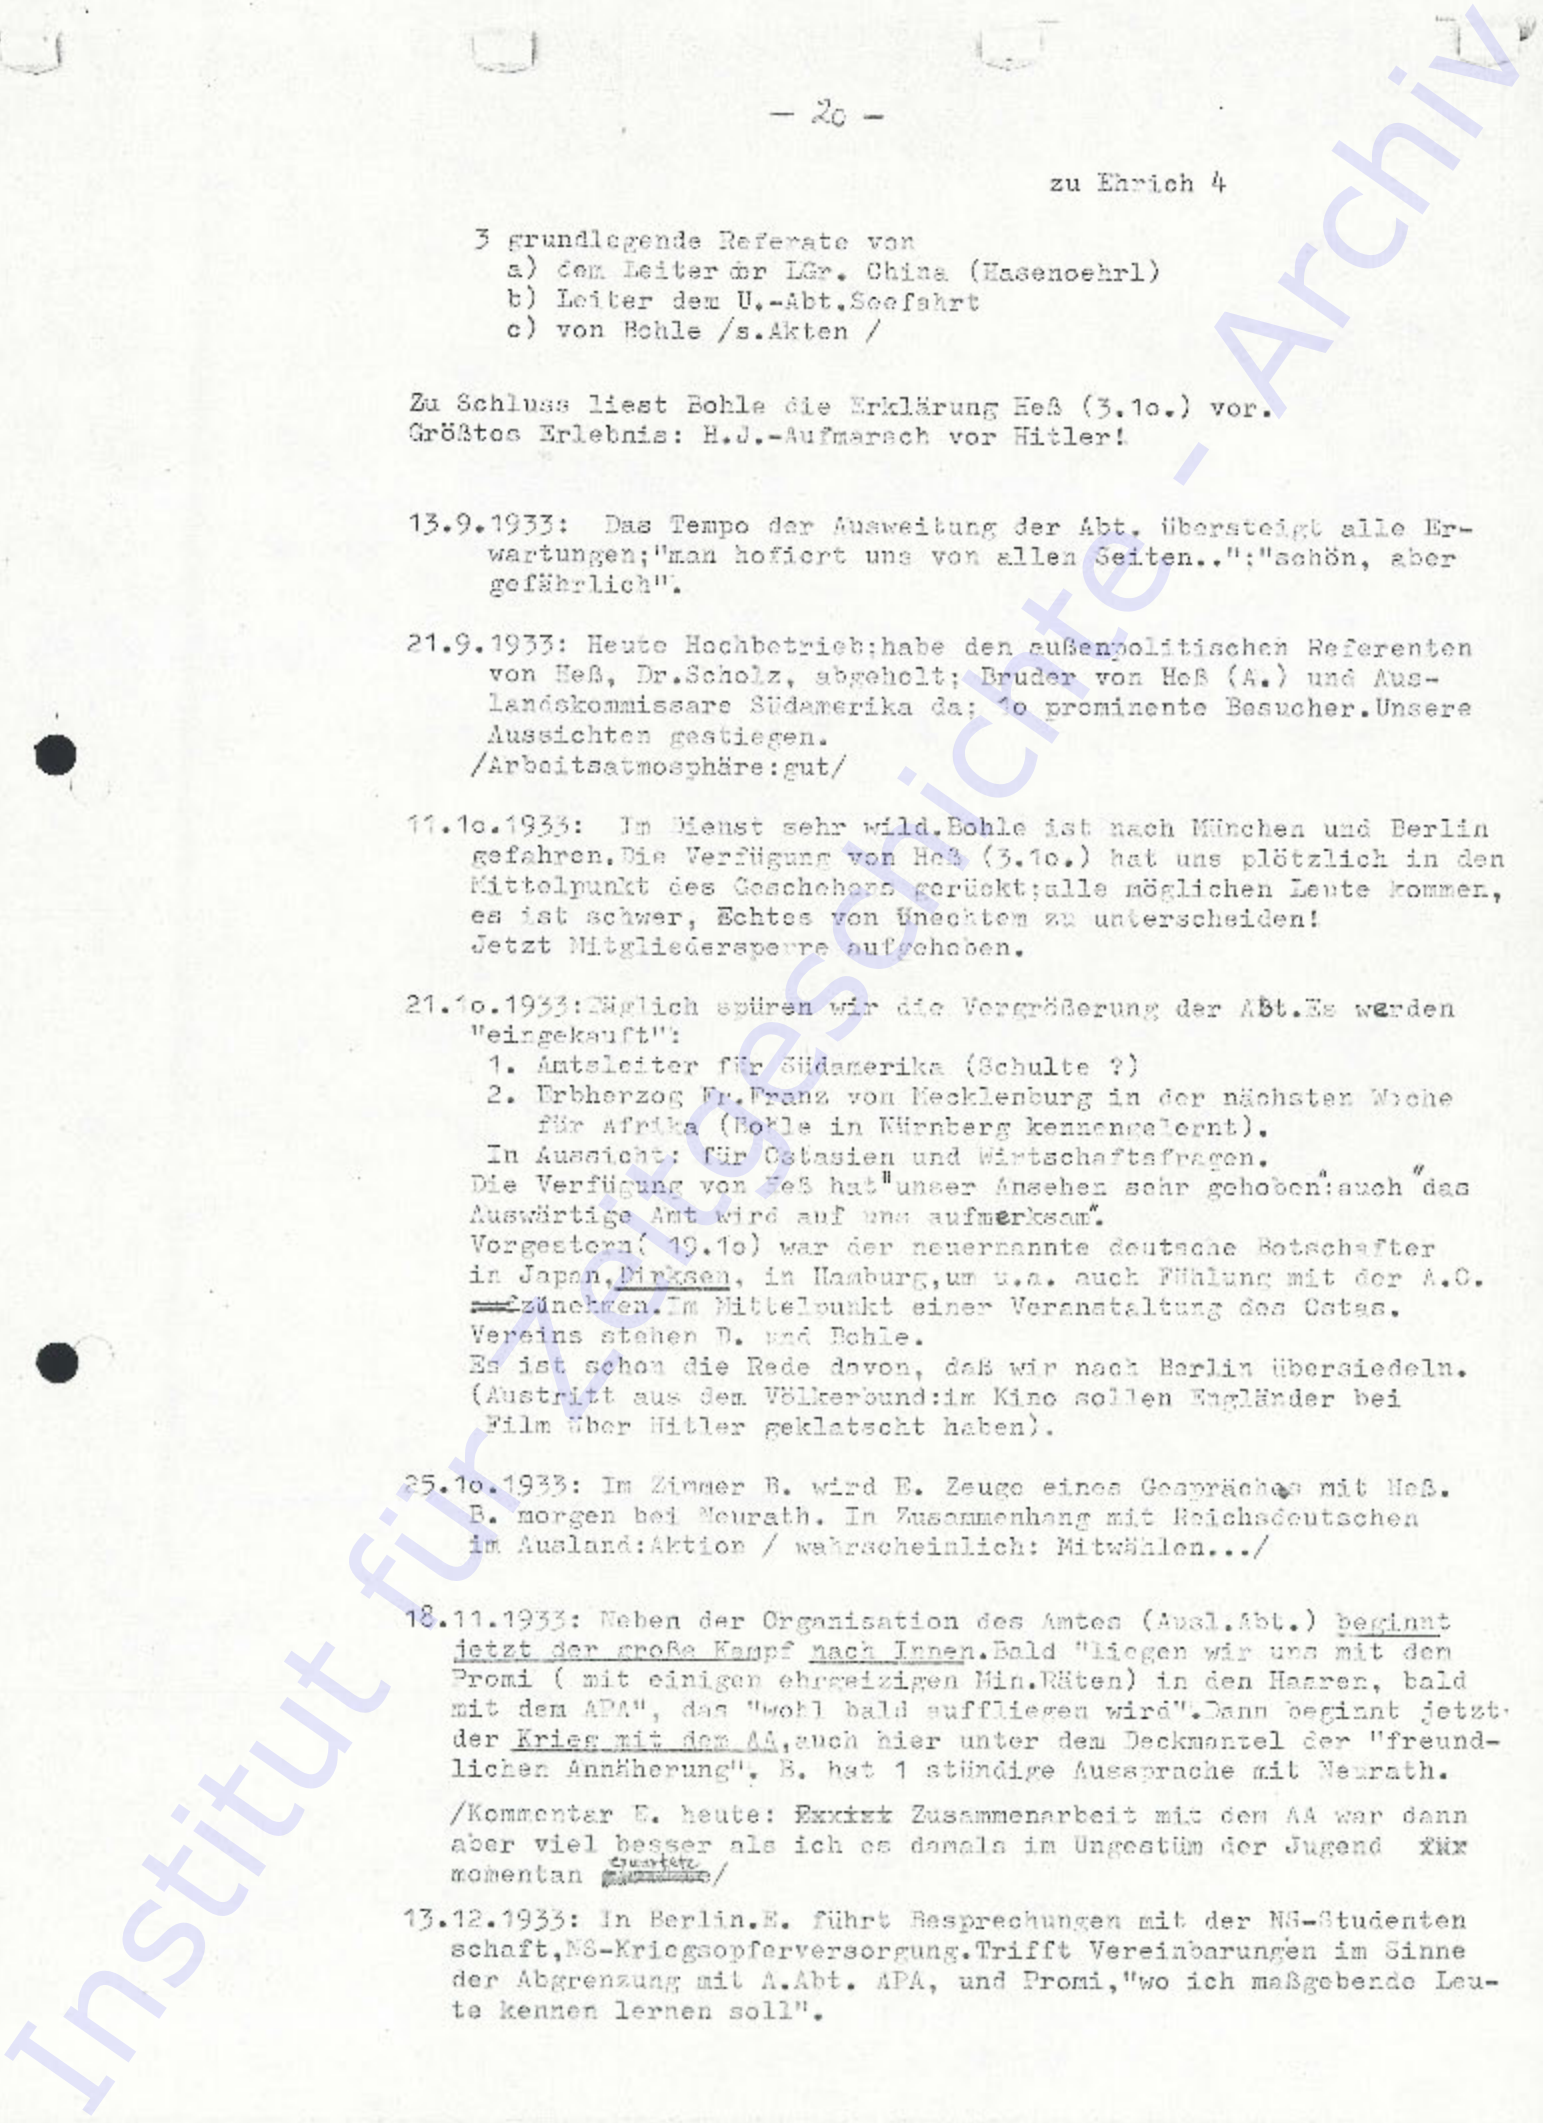 - 20 -
zu Ehrich 4
3 grundlegende Referate von
a) dem Leiter der LGr. China (Hasenoehrl)
b) Leiter dem U.-Abt.Seefahrt
c) von Bohle /s.Akten /
Zu Schluss liest Bohle die Erklärung Heß (3.1o.) vor.
Größtes Erlebnis: H.J.-Aufmarsch vor Hitler!
13.9.1933: Das Tempo der Ausweitung der Abt. übersteigt alle Er-
wartungen;"man hofiert uns von allen Seiten..";"schön, aber
gefährlich".
21.9.1933: Heute Hochbetrieb;habe den außenpolitischen Referenten
von Heß, Dr.Scholz, abgeholt; Bruder von Heß (A.) und Aus-
landskommissare Südamerika da; 1o prominente Besucher.Unsere
Aussichten gestiegen.
/Arbeitsatmosphäre:gut/
11.1o.1933: Im Dienst sehr wild.Bohle ist nach München und Berlin
gefahren.Die Verfügung von Heß (3.1o.) hat uns plötzlich in den
Mittelpunkt des Geschehens gerückt;alle möglichen Leute kommen,
es ist schwer, Echtes von Unechtem zu unterscheiden!
Jetzt Mitgliedersperre aufgehoben.
21.1o.1933:Täglich spüren wir die Vergrößerung der ABt.Es werden
"eingekauft":
1. Amtsleiter für Südamerika (Schulte ?)
2. Erbherzog Fr.Franz von Mecklenburg in der nächsten Woche
für Afrika (Bohle in Nürnberg kennengelernt).
In Aussicht: für Ostasien und Wirtschaftsfragen.
Die Verfügung von Heß hat "unser Ansehen sehr gehoben";auch "das
Auswärtige Amt wird auf uns aufmerksam".
Vorgestern( 19.1o) war der neuernannte deutsche Botschafter
in Japan,Dirksen, in Hamburg,um u.a. auch Fühlung mit der A.O.
zunehmen.Im Mittelpunkt einer Veranstaltung des Ostas.
Vereins stehen D. und Bohle.
Es ist schon die Rede davon, daß wir nach Berlin übersiedeln.
(Austritt aus dem Völkerbund:im Kino sollen Engländer bei
Film über Hitler geklatscht haben).
25.1o.1933: Im Zimmer B. wird E. Zeuge eines Gespräches mit Heß.
B. morgen bei Neurath. In Zusammenhang mit Reichsdeutschen
im Ausland:Aktion / wahrscheinlich: Mitwählen.../
18.11.1933: Neben der Organisation des Amtes (Ausl.Abt.) beginnt
jetzt der große Kampf nach Innen.Bald "liegen wir uns mit dem
Promi ( mit einigen ehrgeizigen Min.Räten) in den Haaren, bald
mit dem APA", das "wohl bald auffliegen wird".Dann beginnt jetzt
der Krieg mit dem AA,auch hier unter dem Deckmantel der "freund-
lichen Annäherung". B. hat 1 stündige Aussprache mit Neurath.
/Kommentar E. heute: Exxixt Zusammenarbeit mit dem AA war dann
aber viel besser als ich es damals im Ungestüm der Jugend
momentan erwartete/
13.12.1933: In Berlin.E. führt Besprechungen mit der NS-Studenten
schaft,NS-Kriegsopferversorgung.Trifft Vereinbarungen im Sinne
der Abgrenzung mit A.Abt. APA, und Promi,"wo ich maßgebende Leu-
te kennen lernen soll".
Institut für Zeitgeschichte - Archiv